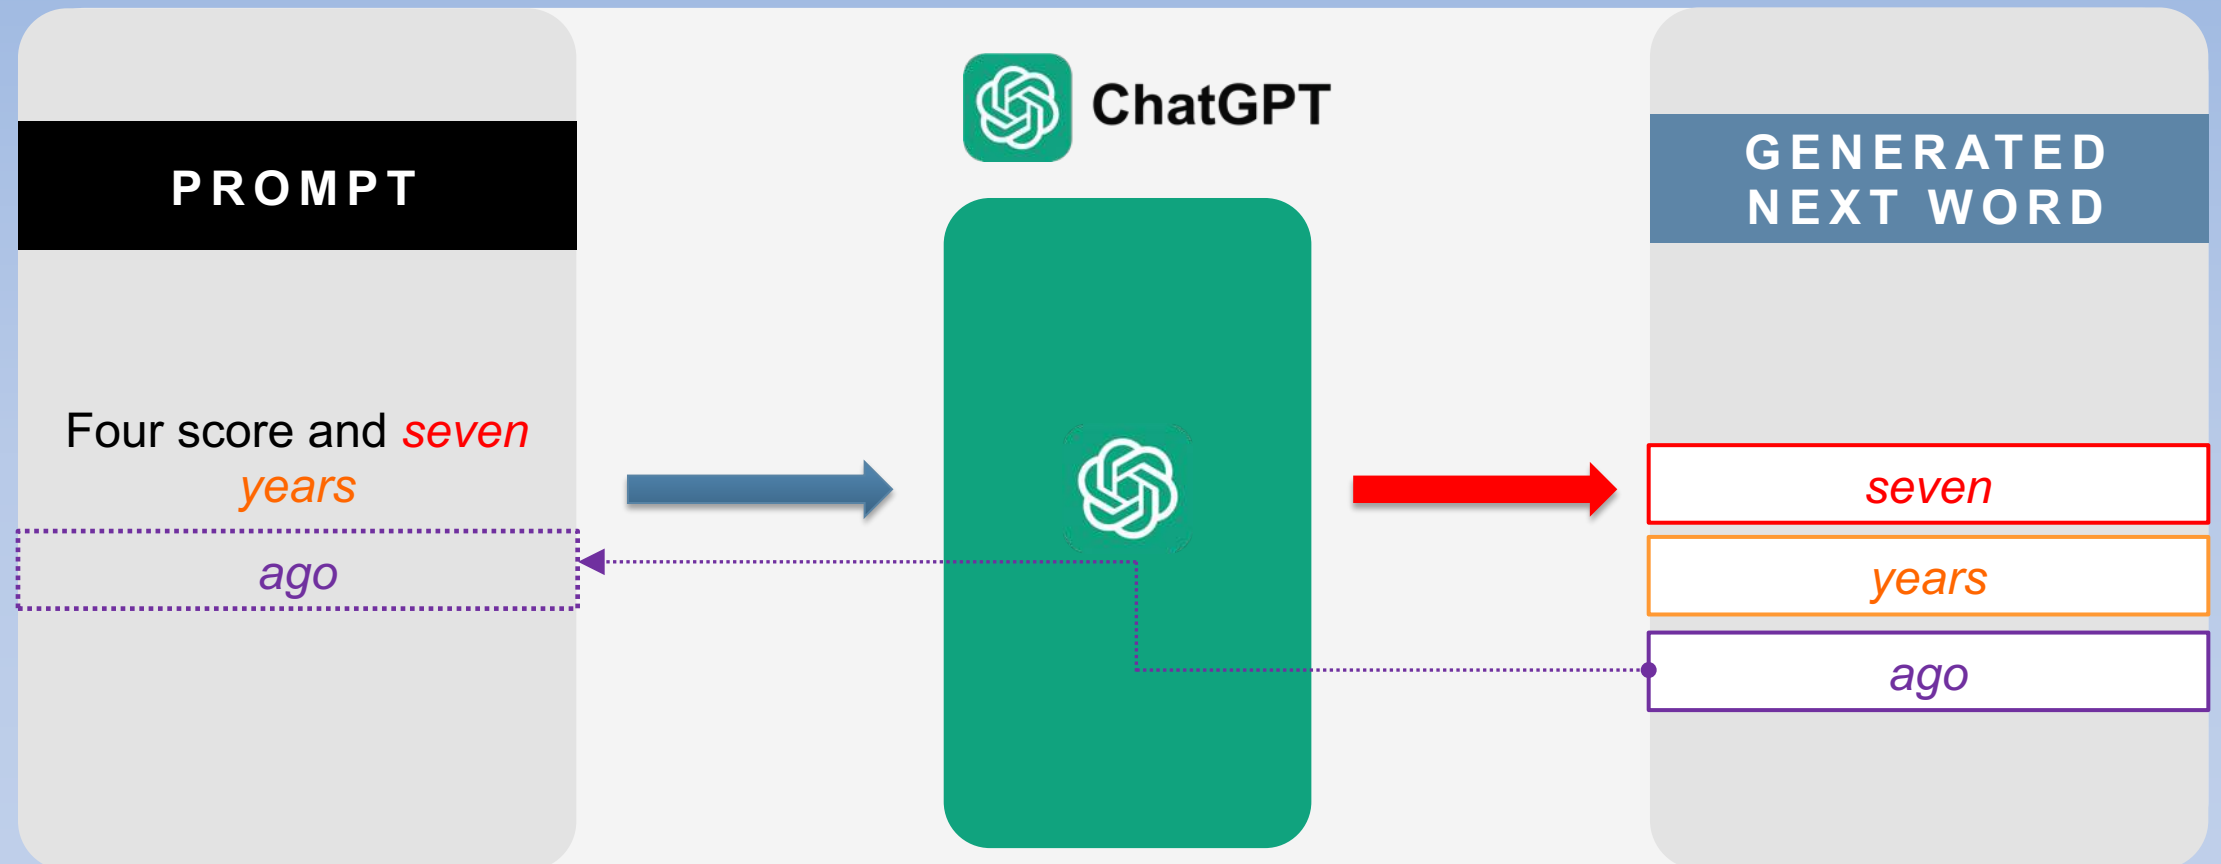 PROMPT
Four score and seven
years
ago
ChatGPT
GENERATED
NEXT WORD
seven
years
ago